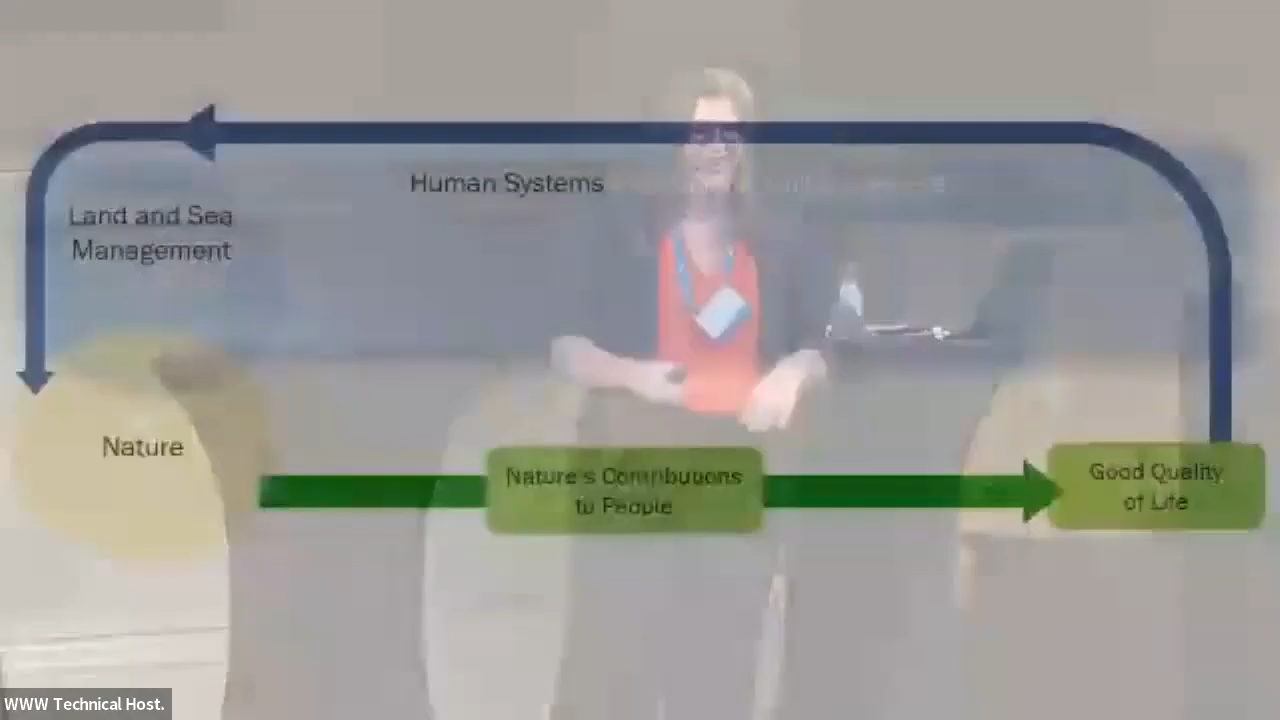 Human Systems
Land and Sea
Management
Nature
Nature's Contributions
to People
Good Quality
of Life
WWW Technical Host.